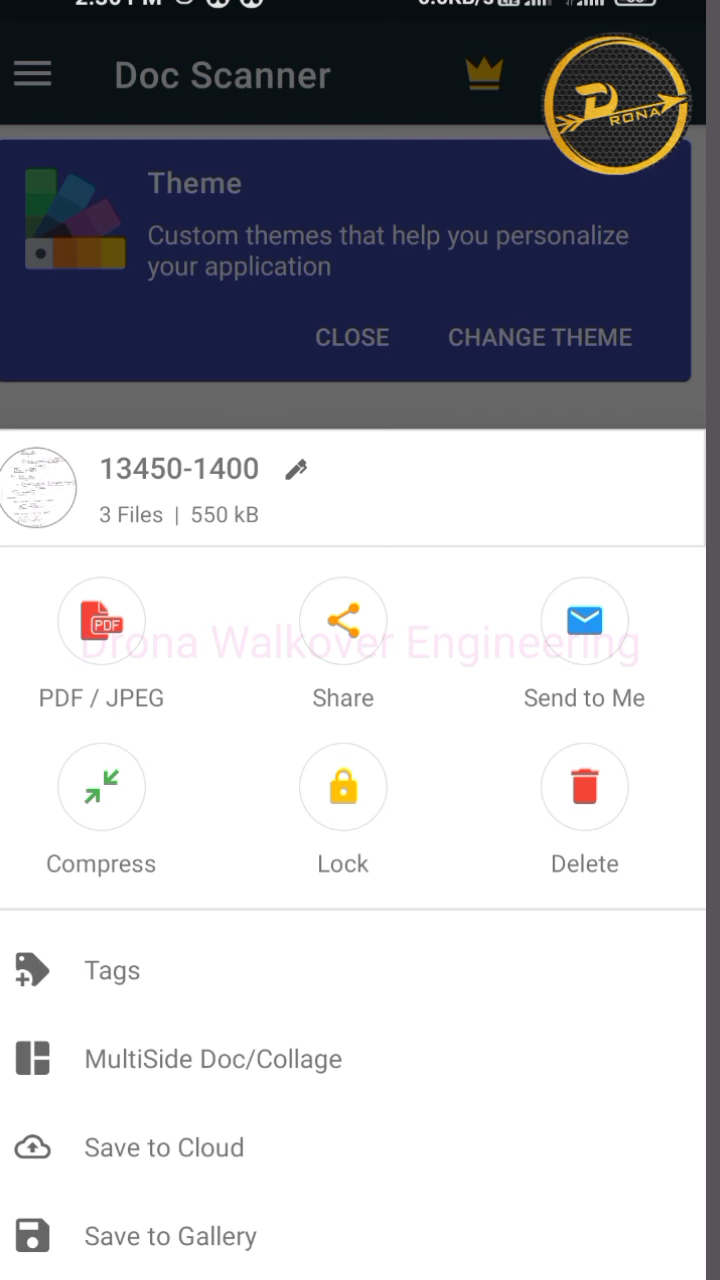 Doc Scanner
DRONA
Theme
Custom themes that help you personalize
your application
CLOSE
CHANGE THEME
13450-1400
3 Files | 550 kB
PDF
Drona Walkover Engineering
PDF / JPEG
Share
Send to Me
Compress
Lock
Delete
Tags
MultiSide Doc/Collage
Save to Cloud
Save to Gallery